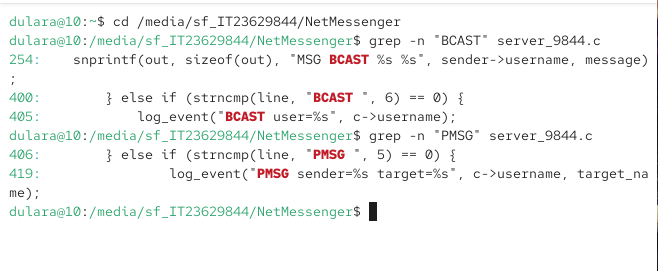 dulara@10:~$ cd /media/sf_IT23629844/NetMessenger
dulara@10:/media/sf_IT23629844/NetMessenger$ grep -n "BCAST" server_9844.c
254:    snprintf(out, sizeof(out), "MSG BCAST %s %s", sender->username, message)
;
400:        } else if (strncmp(line, "BCAST ", 6) == 0) {
405:            log_event("BCAST user=%s", c->username);
dulara@10:/media/sf_IT23629844/NetMessenger$ grep -n "PMSG" server_9844.c
406:        } else if (strncmp(line, "PMSG ", 5) == 0) {
419:                log_event("PMSG sender=%s target=%s", c->username, target_na
me);
dulara@10:/media/sf_IT23629844/NetMessenger$